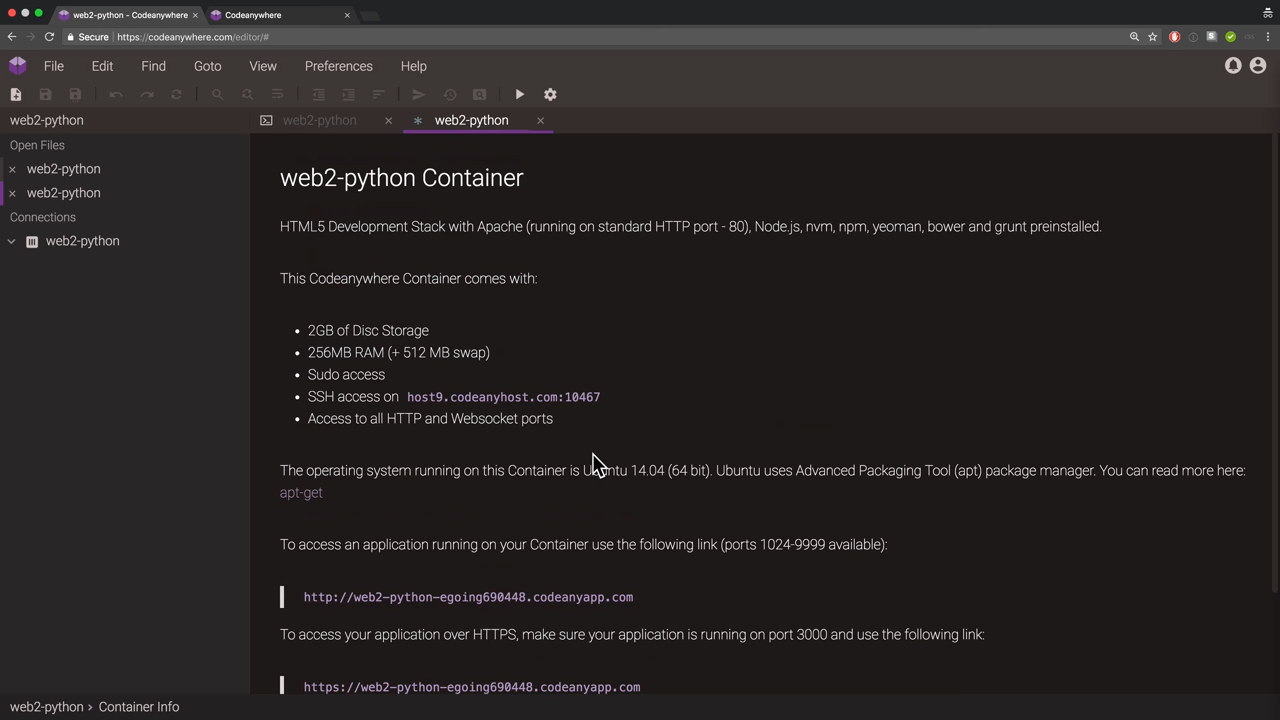 web2-python - Codeanywhere
Codeanywhere
Secure
https://codeanywhere.com/editor/#
File
Edit
Find
Goto
View
Preferences
Help
web2-python
web2-python
web2-python
Open Files
web2-python
web2-python
Connections
web2-python
web2-python Container
HTML5 Development Stack with Apache (running on standard HTTP port - 80), Node.js, nvm, npm, yeoman, bower and grunt preinstalled.
This Codeanywhere Container comes with:
• 2GB of Disc Storage
• 256MB RAM (+ 512 MB swap)
• Sudo access
• SSH access on host9.codeanyhost.com:10467
• Access to all HTTP and Websocket ports
The operating system running on this Container is Ubuntu 14.04 (64 bit). Ubuntu uses Advanced Packaging Tool (apt) package manager. You can read more here:
apt-get
To access an application running on your Container use the following link (ports 1024-9999 available):
http://web2-python-egoing690448.codeanyapp.com
To access your application over HTTPS, make sure your application is running on port 3000 and use the following link:
https://web2-python-egoing690448.codeanyapp.com
web2-python > Container Info